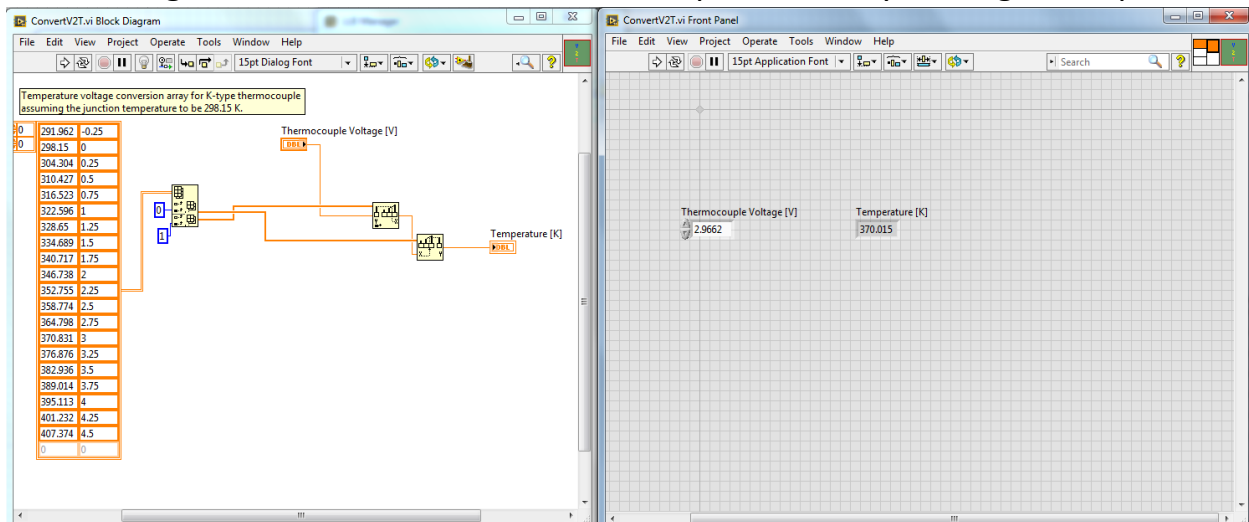 ConvertV2T.vi Block Diagram
File Edit View Project Operate Tools Window Help
15pt Dialog Font
Temperature voltage conversion array for K-type thermocouple
assuming the junction temperature to be 298.15 K.
0
0
291.962 -0.25
298.15 0
304.304 0.25
310.427 0.5
316.523 0.75
322.596 1
328.65 1.25
334.689 1.5
340.717 1.75
346.738 2
352.755 2.25
358.774 2.5
364.798 2.75
370.831 3
376.876 3.25
382.936 3.5
389.014 3.75
395.113 4
401.232 4.25
407.374 4.5
0 0
0
1
Thermocouple Voltage [V]
DBL
Temperature [K]
DBL
ConvertV2T.vi Front Panel
File Edit View Project Operate Tools Window Help
15pt Application Font
Search
Thermocouple Voltage [V] Temperature [K]
2.9662 370.015